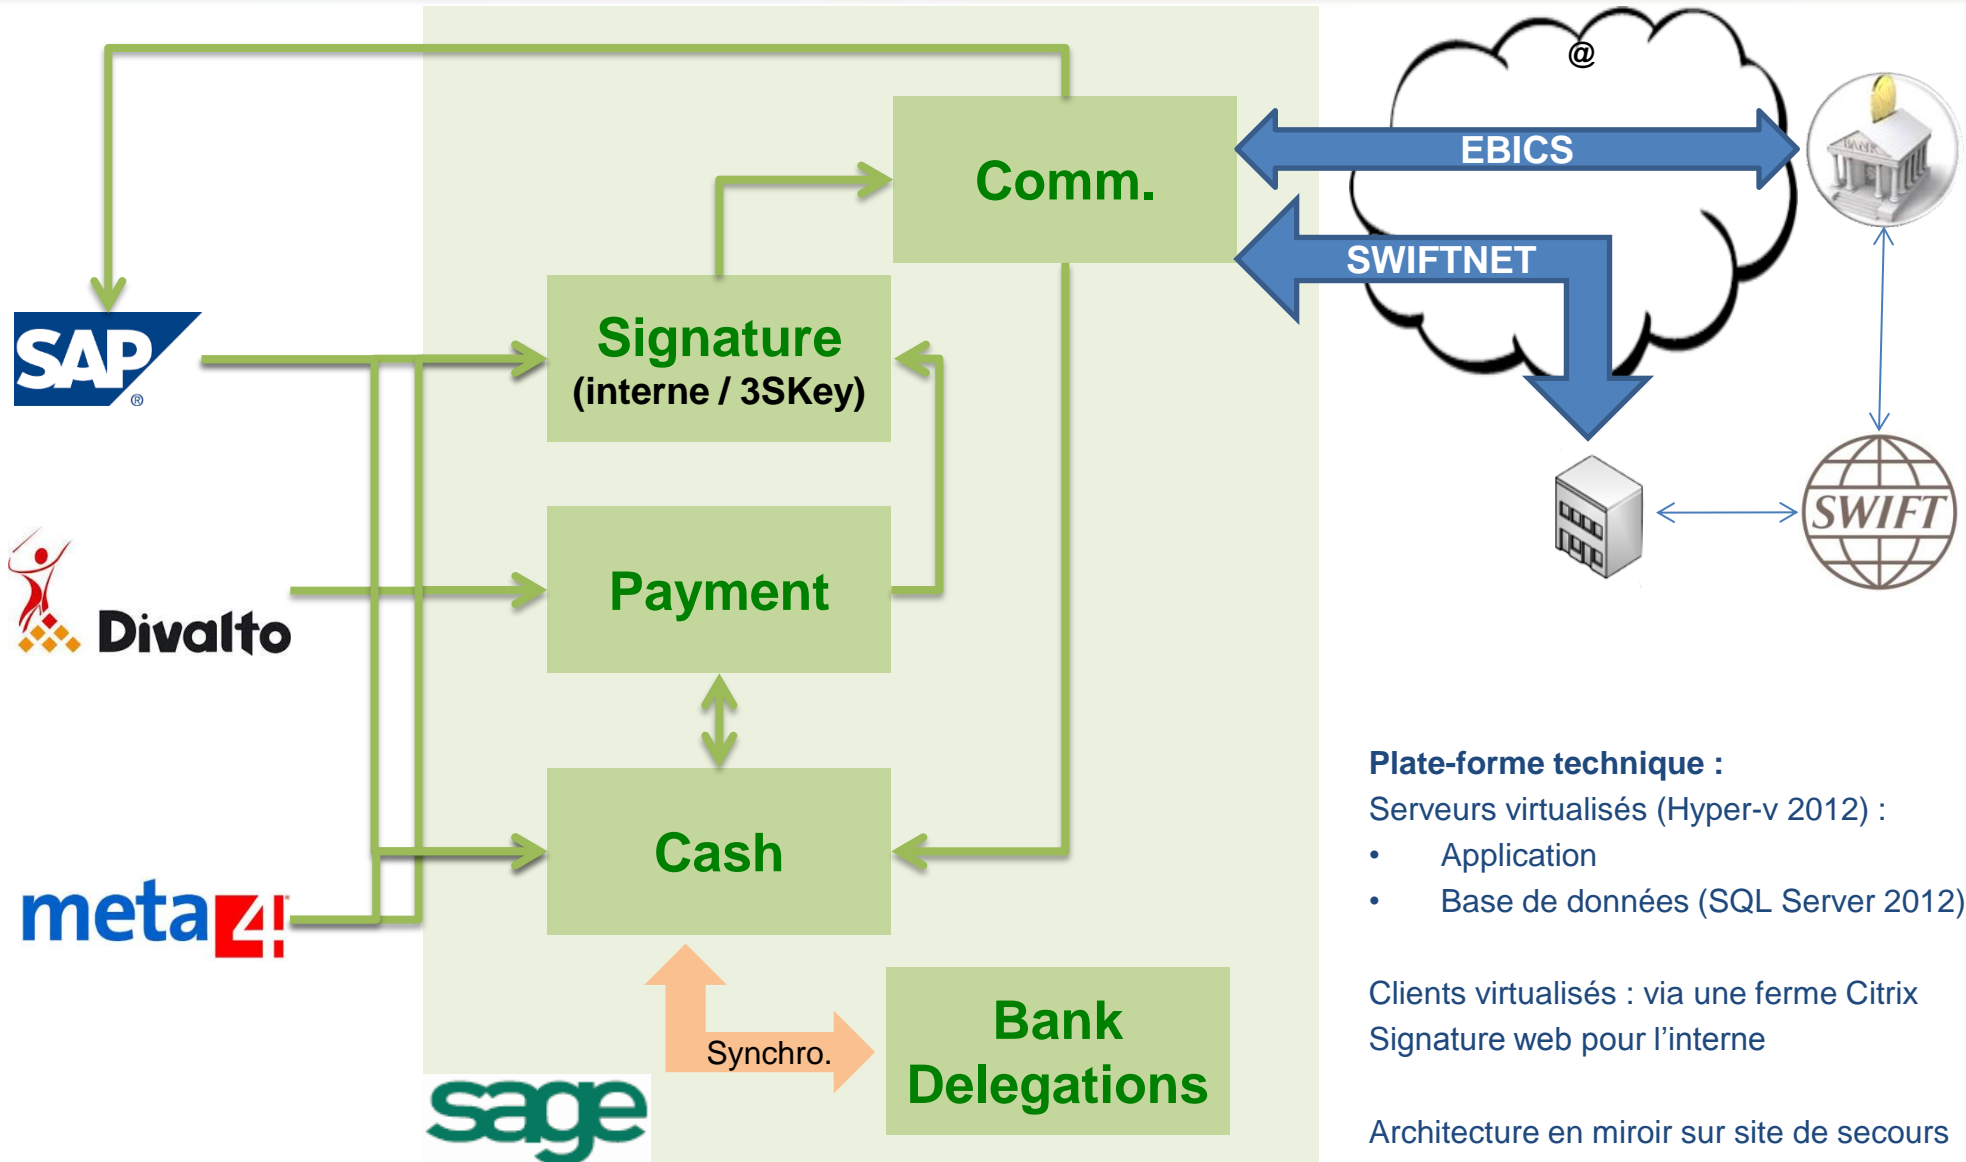 @
EBICS
Comm.
BANK
SWIFTNET
Signature
(interne / 3SKey)
SAP
®
SWIFT
Payment
Divalto
Plate-forme technique :
Serveurs virtualisés (Hyper-v 2012) :
• Application
• Base de données (SQL Server 2012)
Cash
meta4!
Clients virtualisés : via une ferme Citrix
Signature web pour l’interne
Bank
Delegations
Synchro.
sage
Architecture en miroir sur site de secours